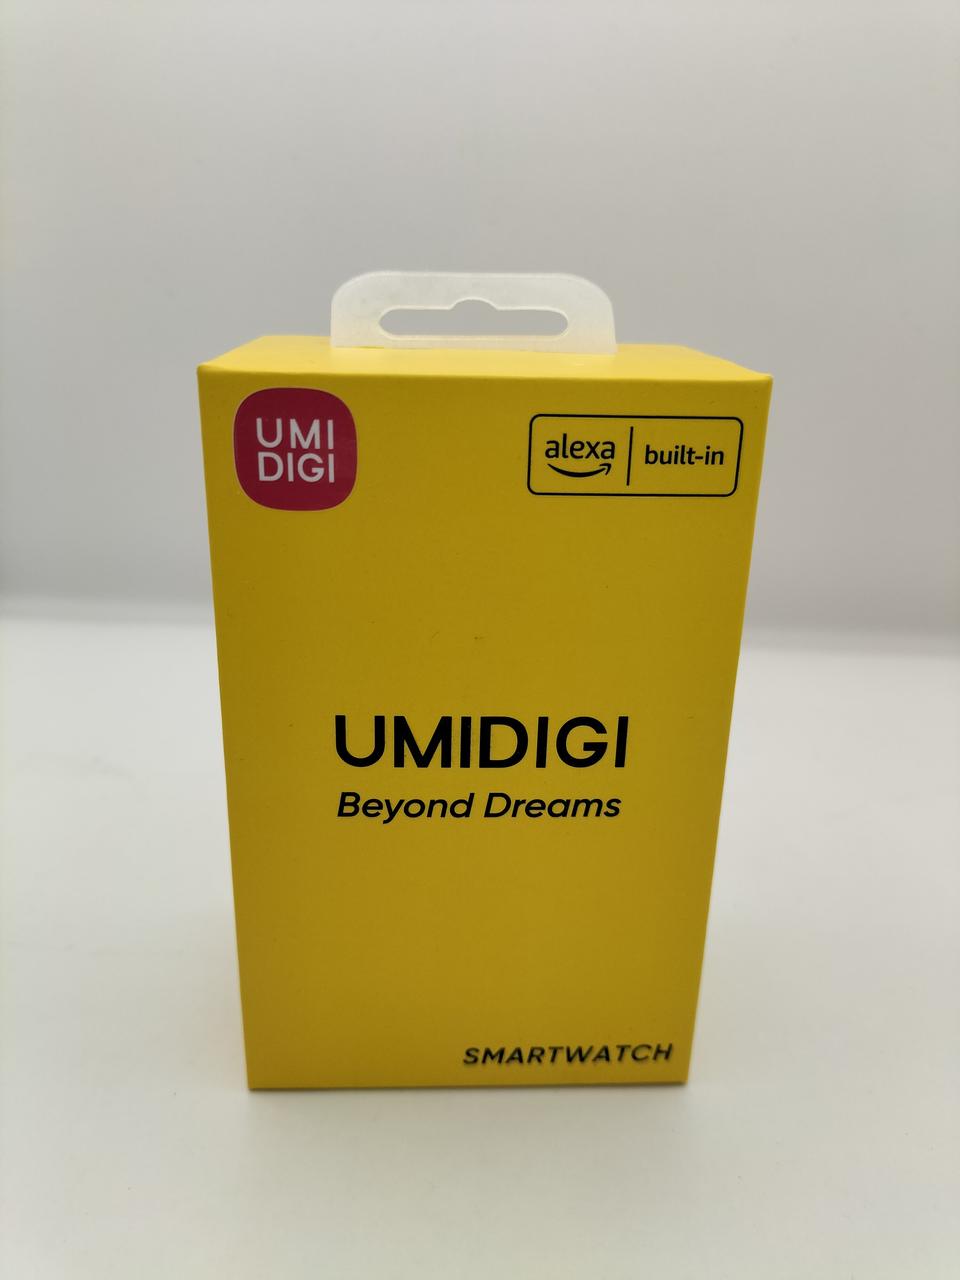 UMI
DIGI
alexa | built-in
UMIDIGI
Beyond Dreams
SMARTWATCH